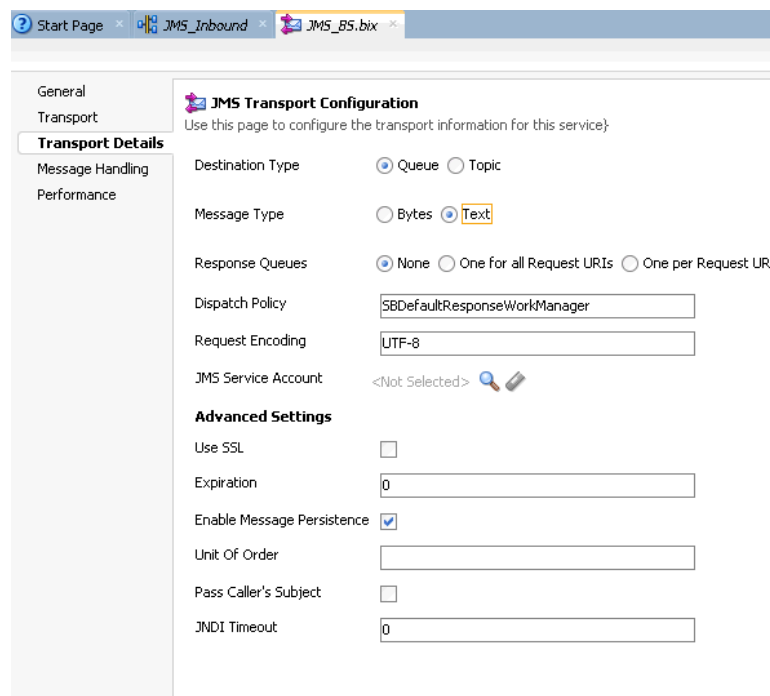 Start Page JMS_Inbound JMS_BS.bix
General
Transport
Transport Details
Message Handling
Performance
JMS Transport Configuration
Use this page to configure the transport information for this service}
Destination Type Queue Topic
Message Type Bytes Text
Response Queues None One for all Request URIs One per Request UR
Dispatch Policy SBDefaultResponseWorkManager
Request Encoding UTF-8
JMS Service Account <Not Selected>
Advanced Settings
Use SSL
Expiration 0
Enable Message Persistence
Unit Of Order
Pass Caller's Subject
JNDI Timeout 0